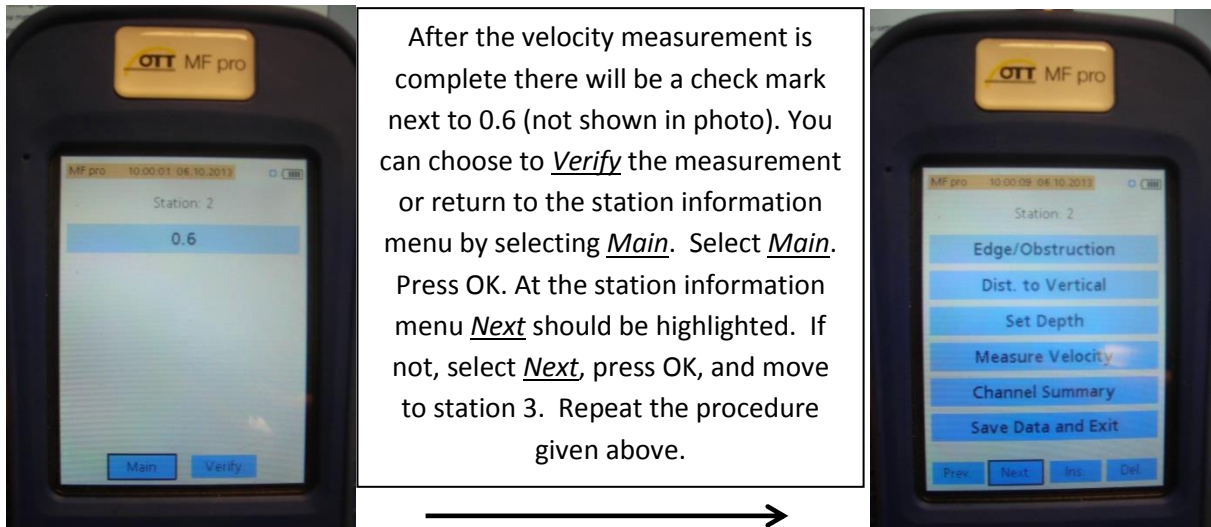 OTT MF pro
MF pro 10:00:01 06.10.2013
Station: 2
0.6
Main Verify
After the velocity measurement is
complete there will be a check mark
next to 0.6 (not shown in photo). You
can choose to Verify the measurement
or return to the station information
menu by selecting Main. Select Main.
Press OK. At the station information
menu Next should be highlighted. If
not, select Next, press OK, and move
to station 3. Repeat the procedure
given above.
OTT MF pro
MF pro 10:00:09 06.10.2013
Station: 2
Edge/Obstruction
Dist. to Vertical
Set Depth
Measure Velocity
Channel Summary
Save Data and Exit
Prev. Next Ins. Del.